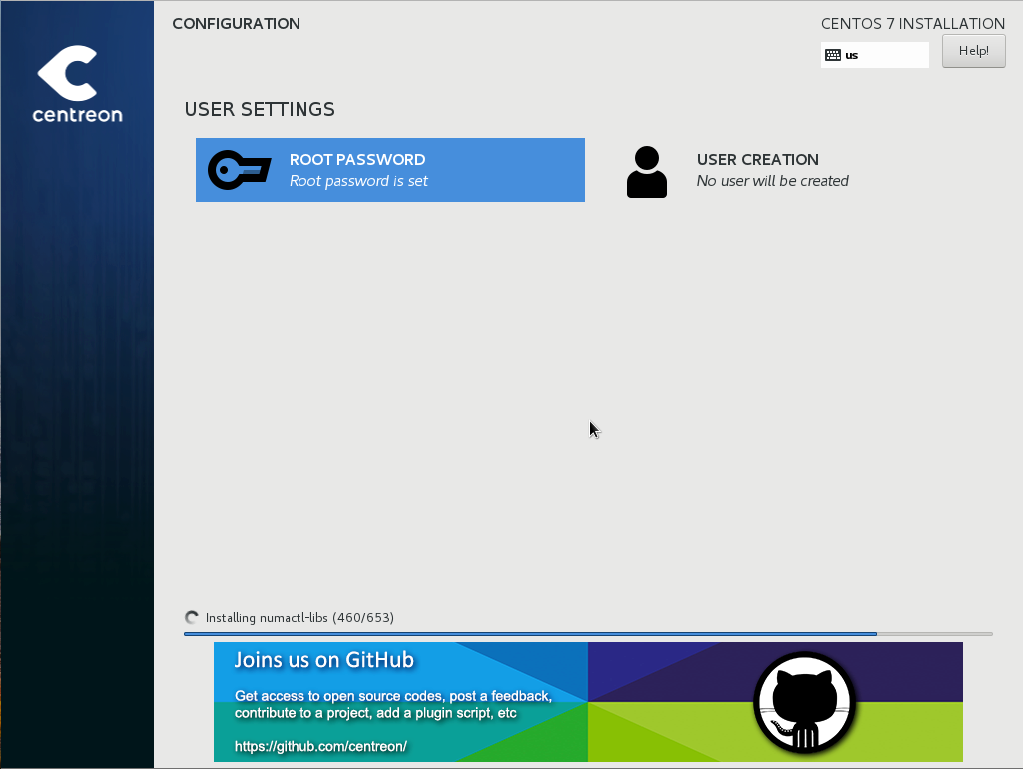 centreon
CONFIGURATION
CENTOS 7 INSTALLATION
us
Help!
USER SETTINGS
ROOT PASSWORD
Root password is set
USER CREATION
No user will be created
Installing numactl-libs (460/653)
Joins us on GitHub
Get access to open source codes, post a feedback,
contribute to a project, add a plugin script, etc
https://github.com/centreon/